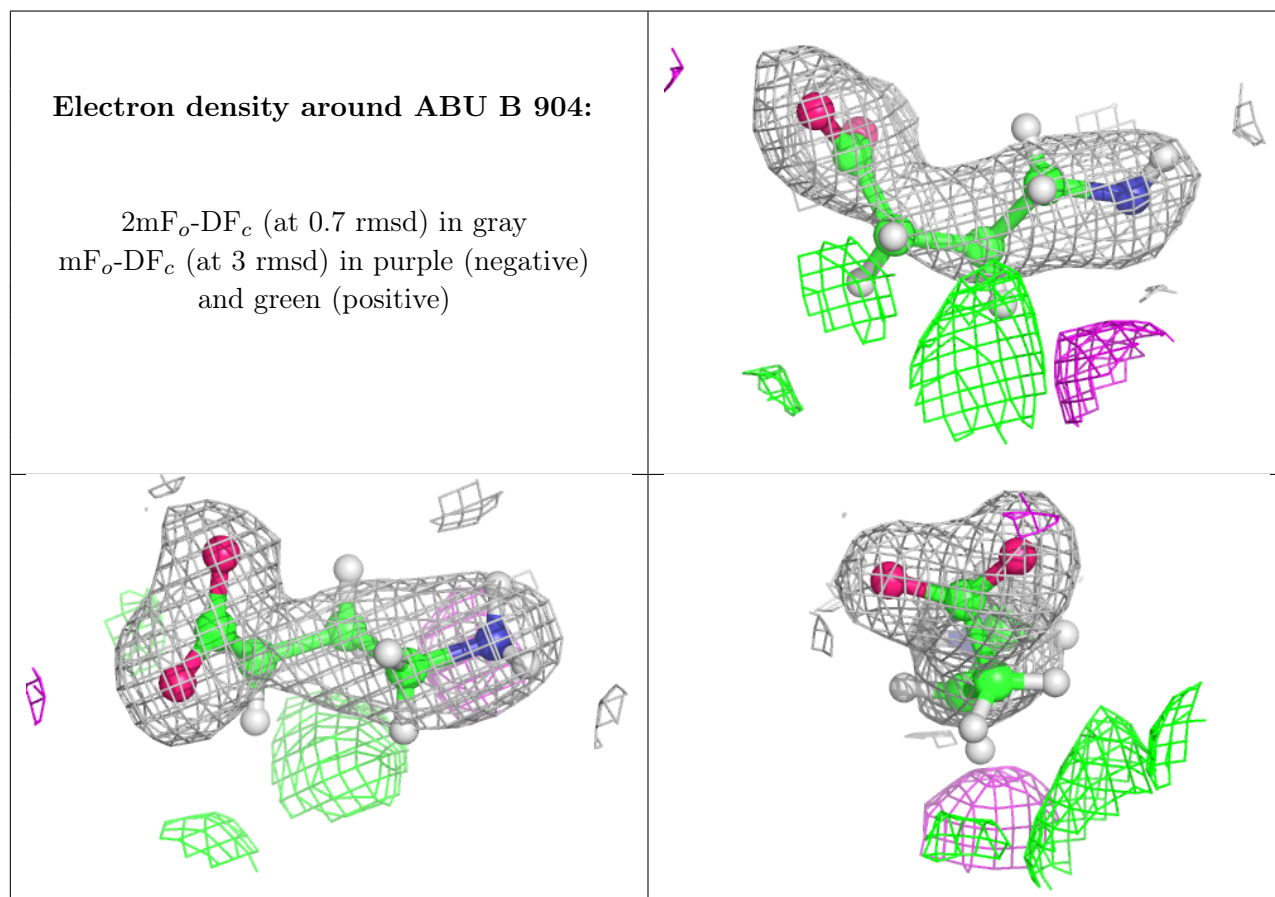 Electron density around ABU B 904:
2mFo-DFc (at 0.7 rmsd) in gray
mFo-DFc (at 3 rmsd) in purple (negative)
and green (positive)